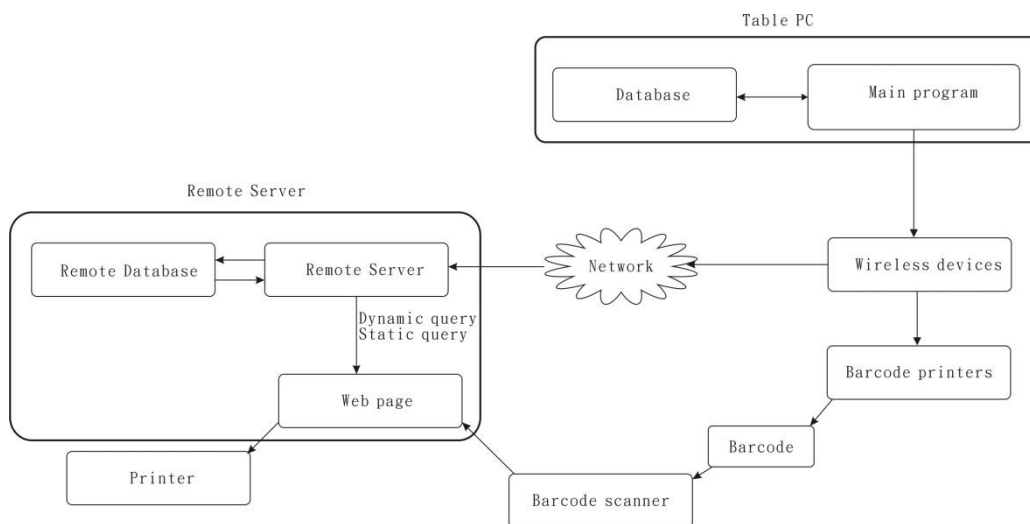 Table PC
Database
Main program
Remote Server
Remote Database
Remote Server
Network
Wireless devices
Dynamic query
Static query
Barcode printers
Web page
Barcode
Printer
Barcode scanner